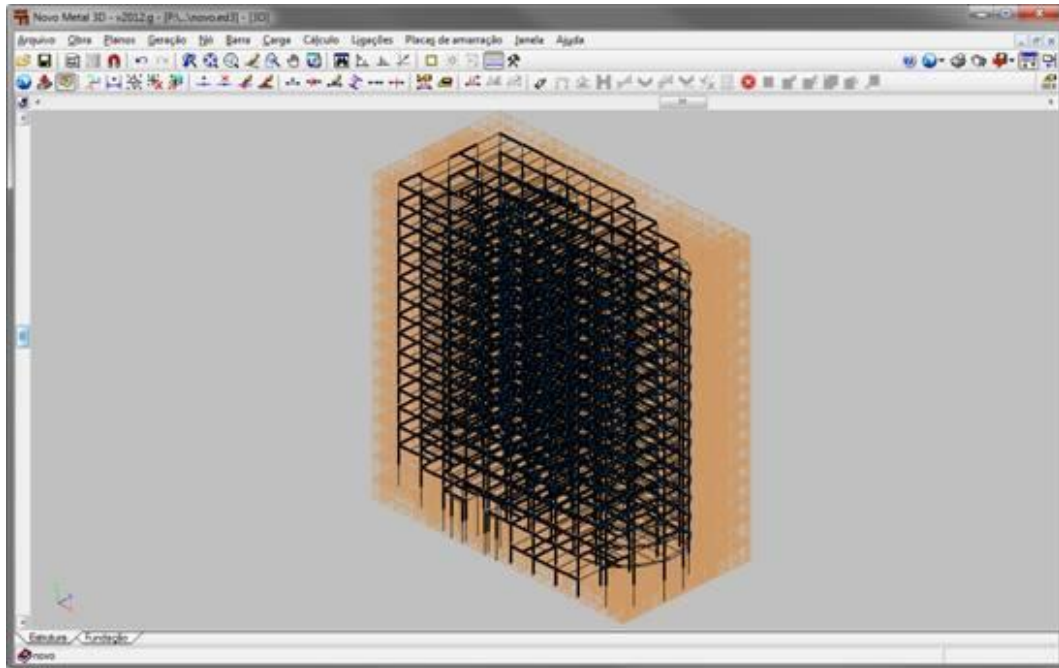 Novo Metal 3D - v2012.g - [P:\...\novo.ed3] - [3D]
Arquivo Obra Planos Geração Nó Barra Carga Cálculo Ligações Placas de amarração Janela Ajuda
Estrutura Fundação
novo